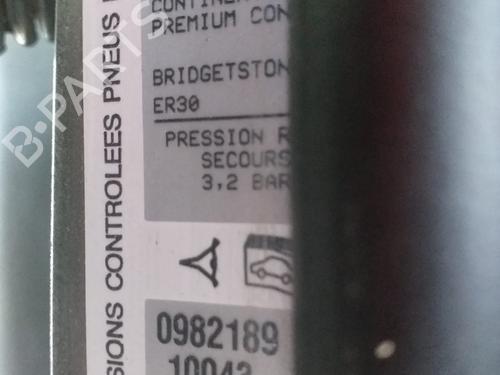 CONTINEN
PREMIUM CON
BRIDGETSTON
ER30
PRESSION R
SECOURS
3,2 BAR
SIONS CONTROLEES PNEUS
0982189
10043
B-PARTS